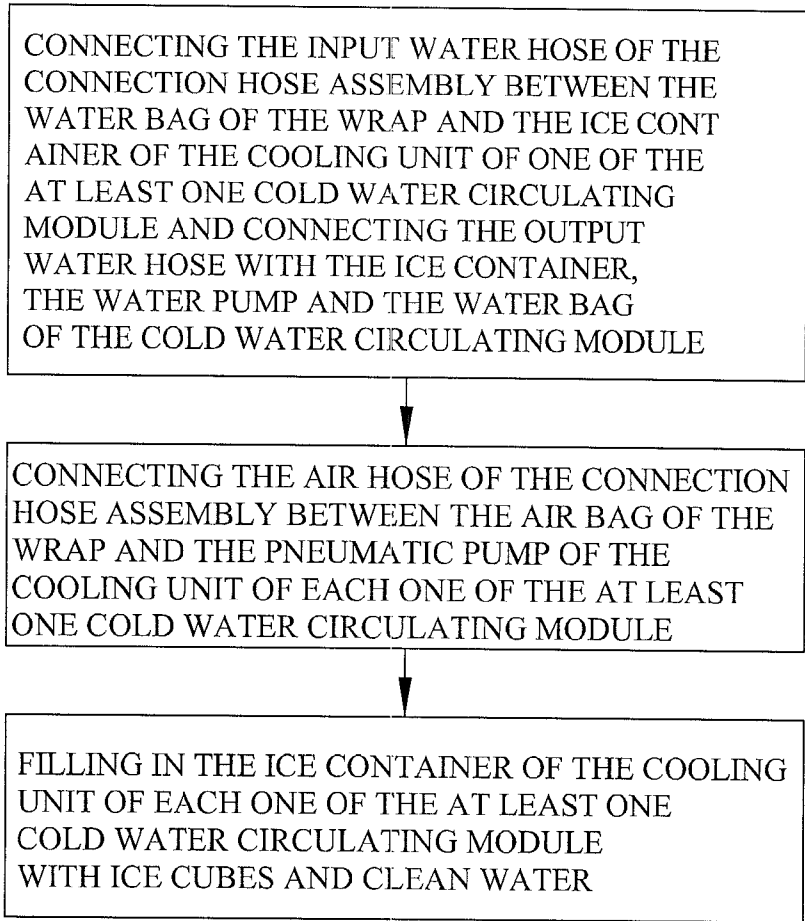 CONNECTING THE INPUT WATER HOSE OF THE
CONNECTION HOSE ASSEMBLY BETWEEN THE
WATER BAG OF THE WRAP AND THE ICE CONT
AINER OF THE COOLING UNIT OF ONE OF THE
AT LEAST ONE COLD WATER CIRCULATING
MODULE AND CONNECTING THE OUTPUT
WATER HOSE WITH THE ICE CONTAINER,
THE WATER PUMP AND THE WATER BAG
OF THE COLD WATER CIRCULATING MODULE
CONNECTING THE AIR HOSE OF THE CONNECTION
HOSE ASSEMBLY BETWEEN THE AIR BAG OF THE
WRAP AND THE PNEUMATIC PUMP OF THE
COOLING UNIT OF EACH ONE OF THE AT LEAST
ONE COLD WATER CIRCULATING MODULE
FILLING IN THE ICE CONTAINER OF THE COOLING
UNIT OF EACH ONE OF THE AT LEAST ONE
COLD WATER CIRCULATING MODULE
WITH ICE CUBES AND CLEAN WATER